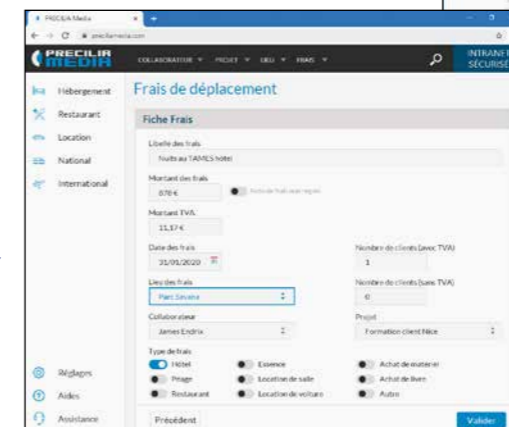 PRECILIA Media
preciliamedia.com
PRECILIR
MEDIA
COLLABORATEUR PROJET LIEU FRAIS
INTRANET
SÉCURISÉ
Hébergement
Restaurant
Location
National
International
Réglages
Aides
Assistance
Frais de déplacement
Fiche Frais
Libellé des frais
Nuits au TAMES hôtel
Montant des frais
878 €
Montant TVA
11,17 €
Date des frais
31/01/2020
Nombre de clients (avec TVA)
1
Lieu des frais
Nombre de clients (sans TVA)
0
Collaborateur
James Endrix
Projet
Formation client Nice
Type de frais
Hôtel
Essence
Achat de matériel
Péage
Location de salle
Achat de livre
Restaurant
Location de voiture
Autre
Précédent
Valider